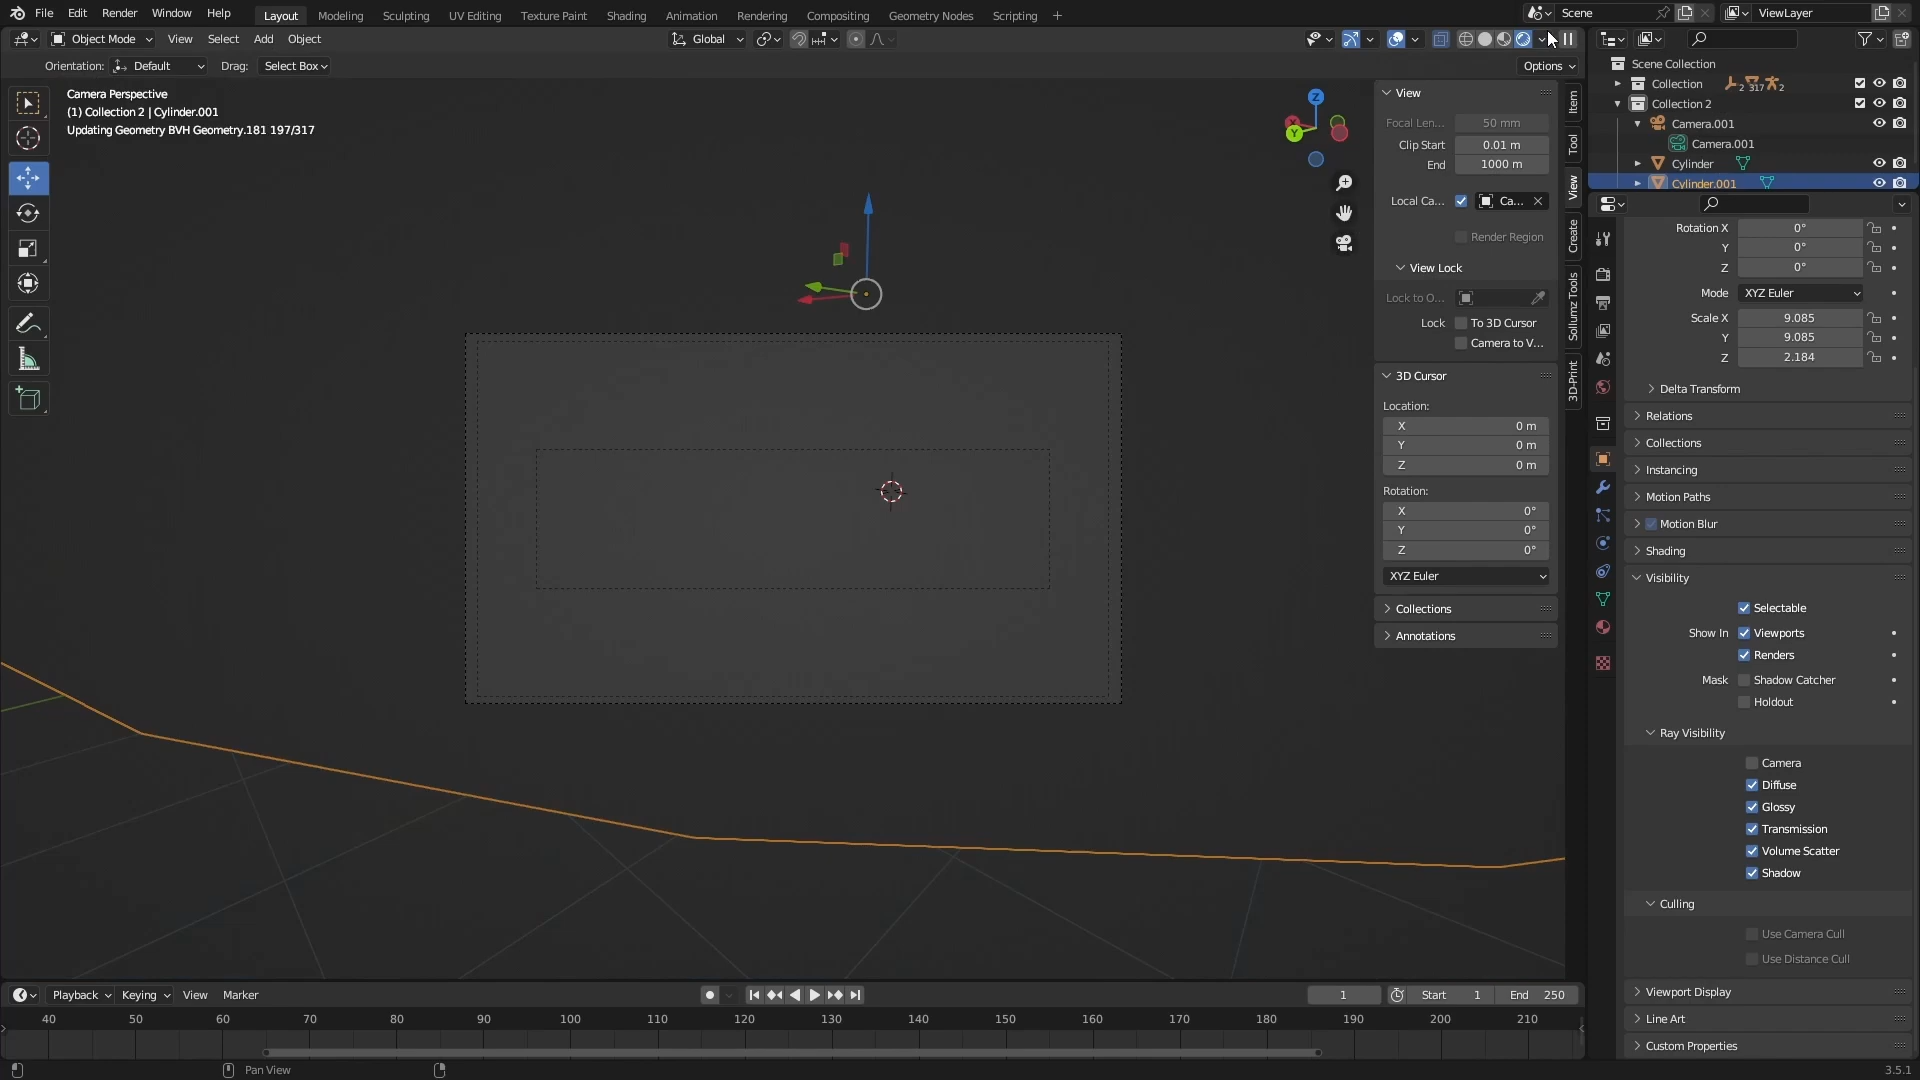 File Edit Render Window Help Layout Modeling Sculpting UV Editing Texture Paint Shading Animation Rendering Compositing Geometry Nodes Scripting + Scene ViewLayer
Object Mode View Select Add Object Global
Orientation: Default Drag: Select Box Options
Camera Perspective
(1) Collection 2 | Cylinder.001
Updating Geometry BVH Geometry.181 197/317
Z
X
Y
View
Focal Len... 50 mm
Clip Start 0.01 m
End 1000 m
Local Ca... Ca...
Render Region
View Lock
Lock to O...
Lock To 3D Cursor
Camera to V...
3D Cursor
Location:
X 0 m
Y 0 m
Z 0 m
Rotation:
X 0°
Y 0°
Z 0°
XYZ Euler
Collections
Annotations
Item
Tool
View
Create
Sollumz Tools
3D-Print
Scene Collection
Collection 2 317 2
Collection 2
Camera.001
Camera.001
Cylinder
Cylinder.001
Rotation X 0°
Y 0°
Z 0°
Mode XYZ Euler
Scale X 9.085
Y 9.085
Z 2.184
Delta Transform
Relations
Collections
Instancing
Motion Paths
Motion Blur
Shading
Visibility
Selectable
Show In Viewports
Renders
Mask Shadow Catcher
Holdout
Ray Visibility
Camera
Diffuse
Glossy
Transmission
Volume Scatter
Shadow
Culling
Use Camera Cull
Use Distance Cull
Viewport Display
Line Art
Custom Properties
Playback Keying View Marker 1 Start 1 End 250
40 50 60 70 80 90 100 110 120 130 140 150 160 170 180 190 200 210
Pan View 3.5.1